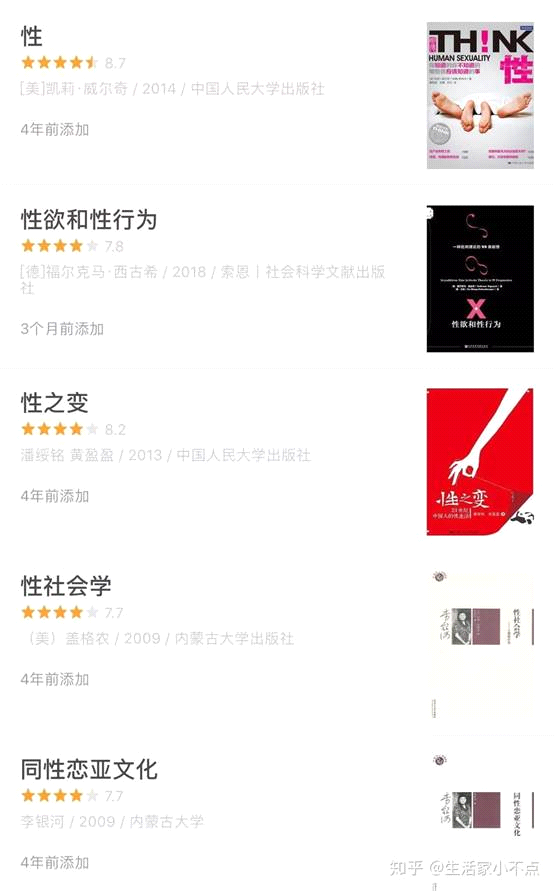 性
8.7
[美]凯莉·威尔奇 / 2014 / 中国人民大学出版社
4年前添加
TH!NK
HUMAN SEXUALITY
性
性欲和性行为
7.8
[德]福尔克马·西古希 / 2018 / 索恩丨社会科学文献出版
社
3个月前添加
X
性欲和性行为
性之变
8.2
潘绥铭 黄盈盈 / 2013 / 中国人民大学出版社
4年前添加
性之变
21世纪
中国人的性生活
性社会学
7.7
（美）盖格农 / 2009 / 内蒙古大学出版社
4年前添加
李银河
性社会学
同性恋亚文化
7.7
李银河 / 2009 / 内蒙古大学
4年前添加
李银河
同性恋亚文化
知乎 @生活家小不点